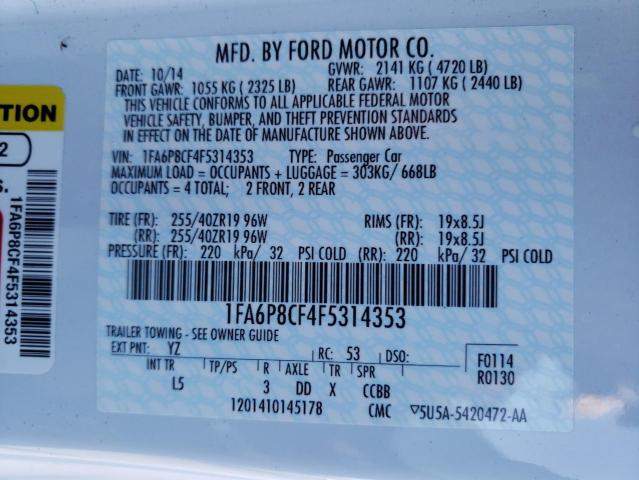 MFD. BY FORD MOTOR CO.
DATE: 10/14 GVWR: 2141 KG ( 4720 LB)
FRONT GAWR: 1055 KG ( 2325 LB) REAR GAWR: 1107 KG ( 2440 LB)
THIS VEHICLE CONFORMS TO ALL APPLICABLE FEDERAL MOTOR
VEHICLE SAFETY, BUMPER, AND THEFT PREVENTION STANDARDS
IN EFFECT ON THE DATE OF MANUFACTURE SHOWN ABOVE.
VIN: 1FA6P8CF4F5314353 TYPE: Passenger Car
MAXIMUM LOAD = OCCUPANTS + LUGGAGE = 303KG/ 668LB
OCCUPANTS = 4 TOTAL; 2 FRONT, 2 REAR
TIRE (FR): 255/40ZR19 96W RIMS (FR): 19x8.5J
(RR): 255/40ZR19 96W (RR): 19x8.5J
PRESSURE (FR): 220 kPa/ 32 PSI COLD (RR): 220 kPa/ 32 PSI COLD
1FA6P8CF4F5314353
TRAILER TOWING - SEE OWNER GUIDE
EXT PNT: YZ RC: 53 DSO: F0114
INT TR TP/PS R AXLE TR SPR R0130
L5 3 DD X CCBB
1201410145178 CMC ▽5U5A-5420472-AA
TION
2
1FA6P8CF4F5314353